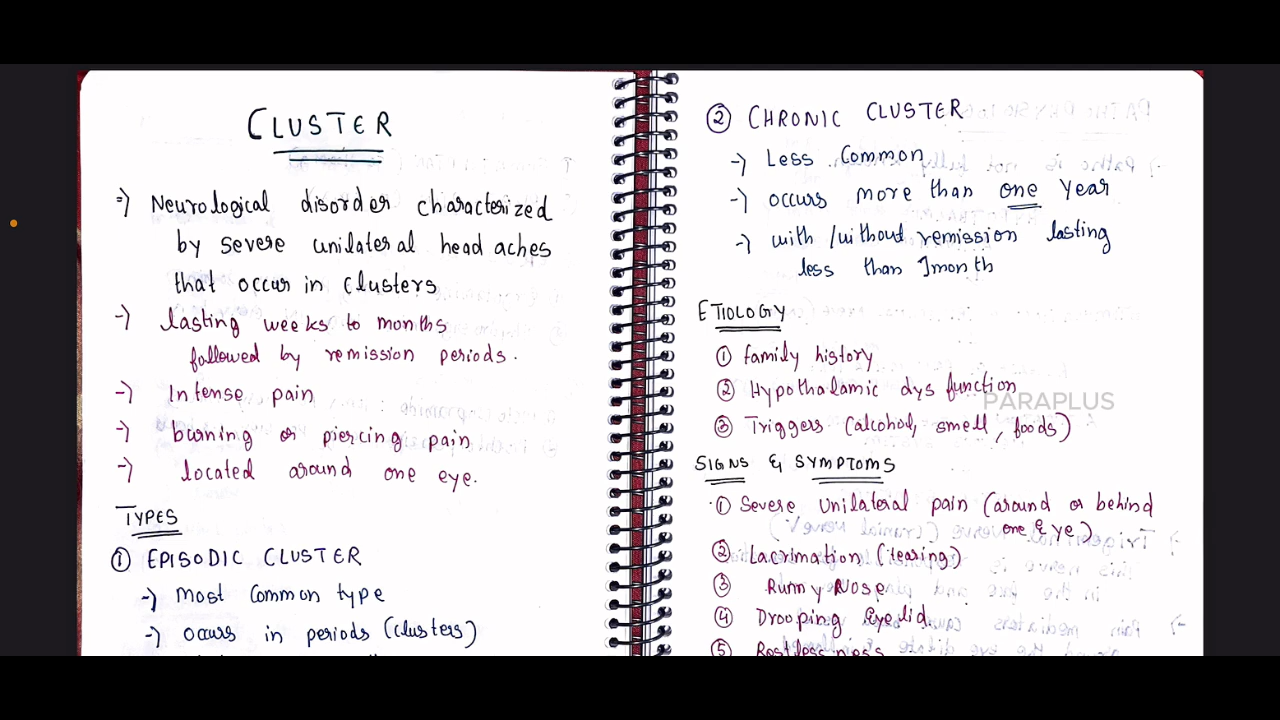 CLUSTER
-) Neurological disorder characterized
by severe unilateral head aches
that occur in clusters
-) lasting weeks to months
followed by remission periods.
-) Intense pain
-) burning or piercing pain
-) located around one eye.
TYPES
① EPISODIC CLUSTER
-) Most common type
-) occurs in periods (clusters)
② CHRONIC CLUSTER
-) Less common
-) occurs more than one year
-) with/without remission lasting
less than 1month
ETIOLOGY
① family history
② Hypothalamic dys function
PARAPLUS
③ Triggers (alcohol, smell, foods)
SIGNS & SYMPTOMS
① Severe unilateral pain (around or behind
one eye)
② Lacrimation (tearing)
③ Runny Nose
④ Drooping eyelid
⑤ Restlessness